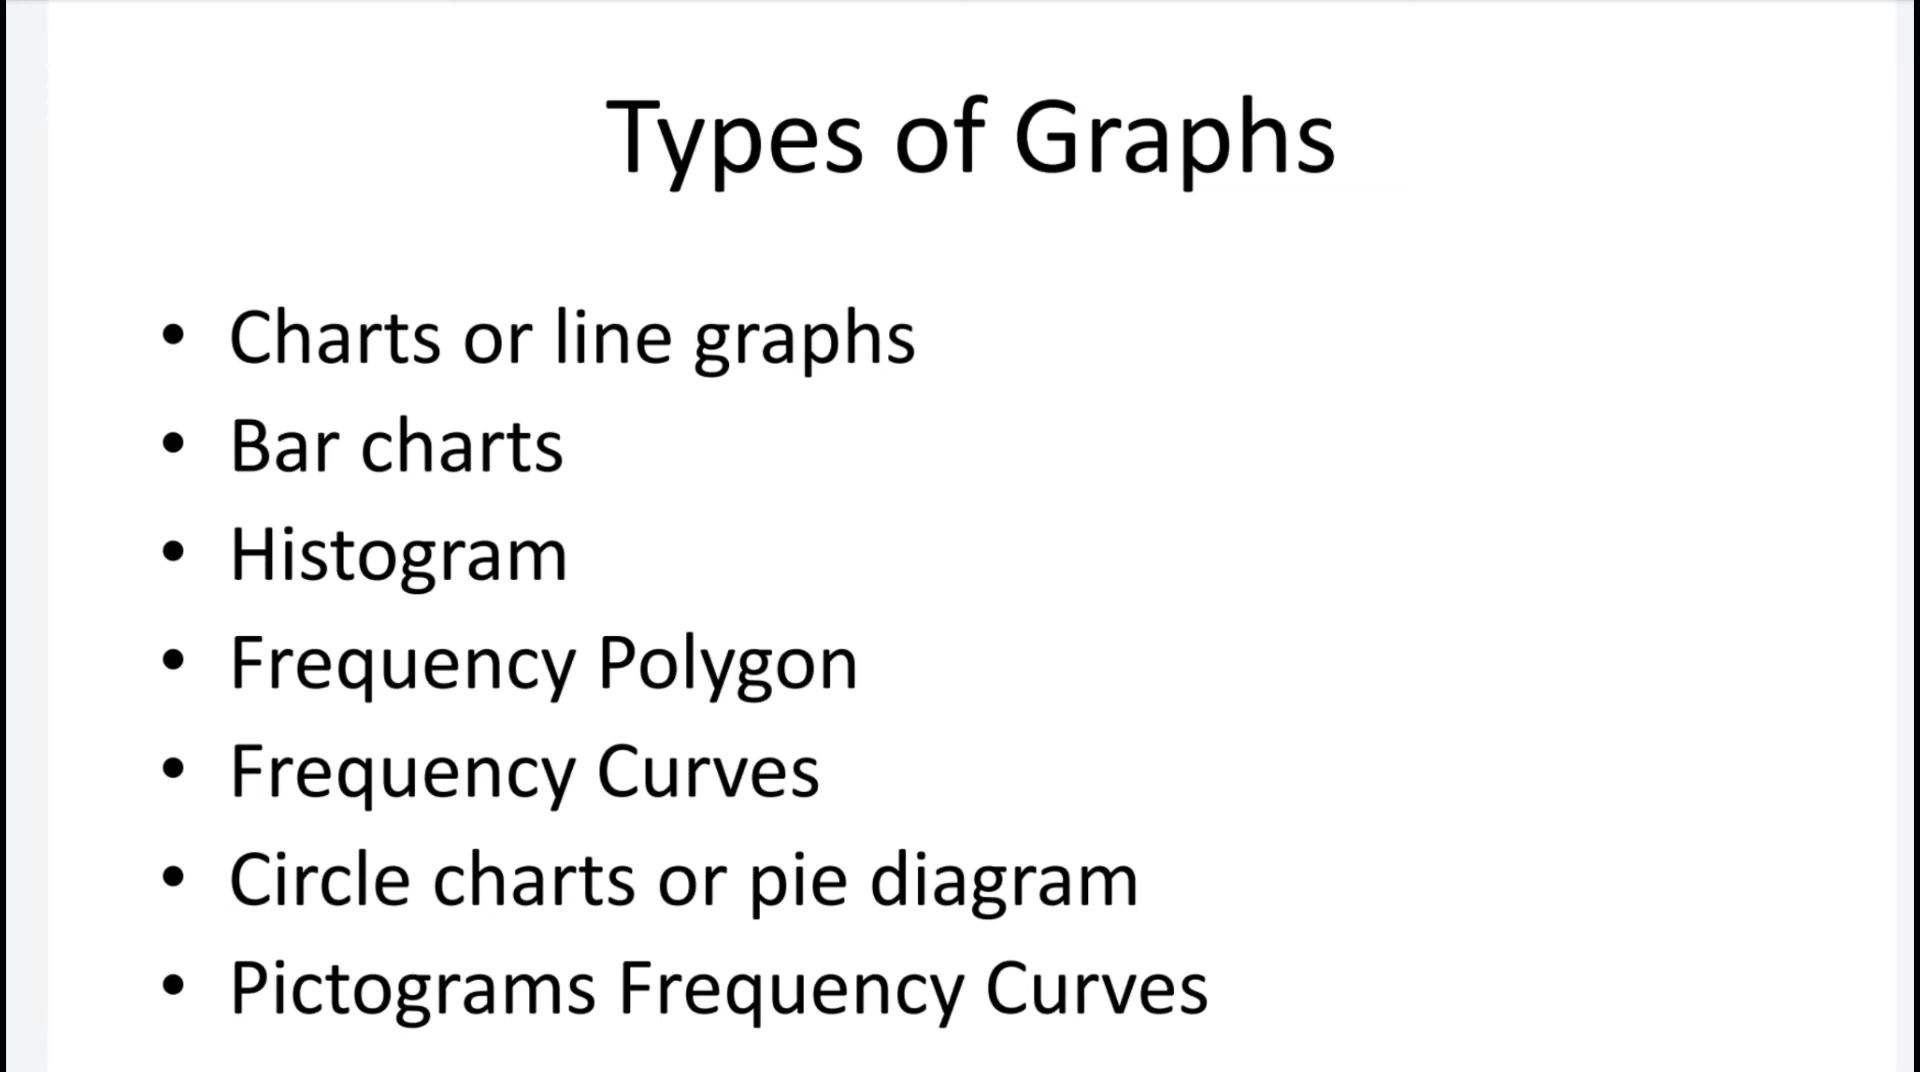 Types of Graphs
• Charts or line graphs
• Bar charts
• Histogram
• Frequency Polygon
• Frequency Curves
• Circle charts or pie diagram
• Pictograms Frequency Curves